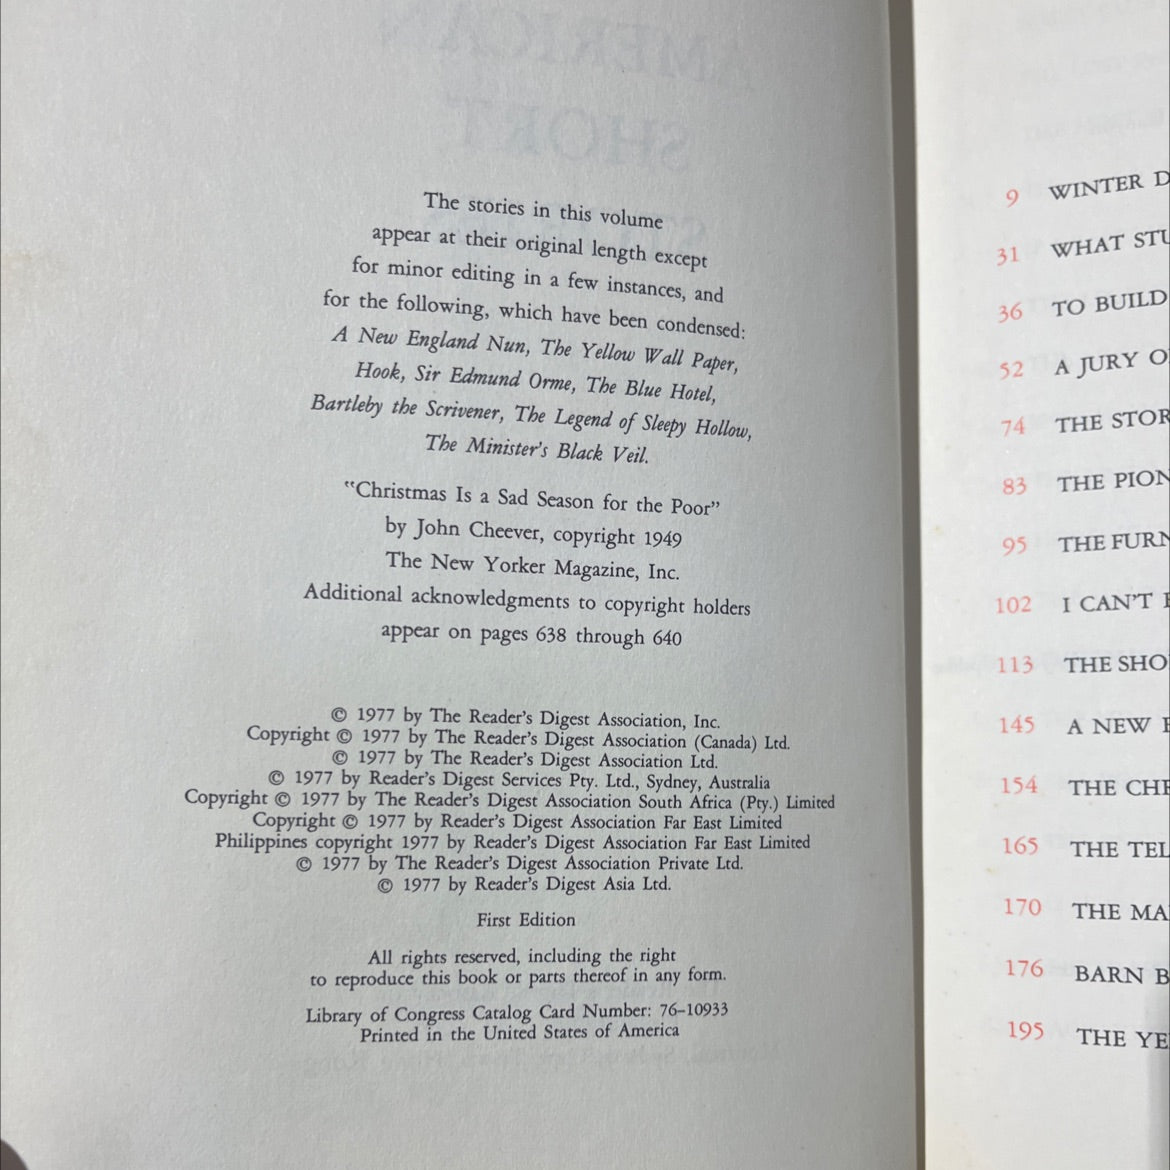 The stories in this volume
appear at their original length except
for minor editing in a few instances, and
for the following, which have been condensed:
A New England Nun, The Yellow Wall Paper,
Hook, Sir Edmund Orme, The Blue Hotel,
Bartleby the Scrivener, The Legend of Sleepy Hollow,
The Minister's Black Veil.
"Christmas Is a Sad Season for the Poor"
by John Cheever, copyright 1949
The New Yorker Magazine, Inc.
Additional acknowledgments to copyright holders
appear on pages 638 through 640
© 1977 by The Reader's Digest Association, Inc.
Copyright © 1977 by The Reader's Digest Association (Canada) Ltd.
© 1977 by The Reader's Digest Association Ltd.
© 1977 by Reader's Digest Services Pty. Ltd., Sydney, Australia
Copyright © 1977 by The Reader's Digest Association South Africa (Pty.) Limited
Copyright © 1977 by Reader's Digest Association Far East Limited
Philippines copyright 1977 by Reader's Digest Association Far East Limited
© 1977 by The Reader's Digest Association Private Ltd.
© 1977 by Reader's Digest Asia Ltd.
First Edition
All rights reserved, including the right
to reproduce this book or parts thereof in any form.
Library of Congress Catalog Card Number: 76-10933
Printed in the United States of America
9 WINTER D
31 WHAT STU
36 TO BUILD
52 A JURY O
74 THE STOR
83 THE PION
95 THE FURN
102 I CAN'T
113 THE SHO
145 A NEW
154 THE CHE
165 THE TEL
170 THE MA
176 BARN B
195 THE YE